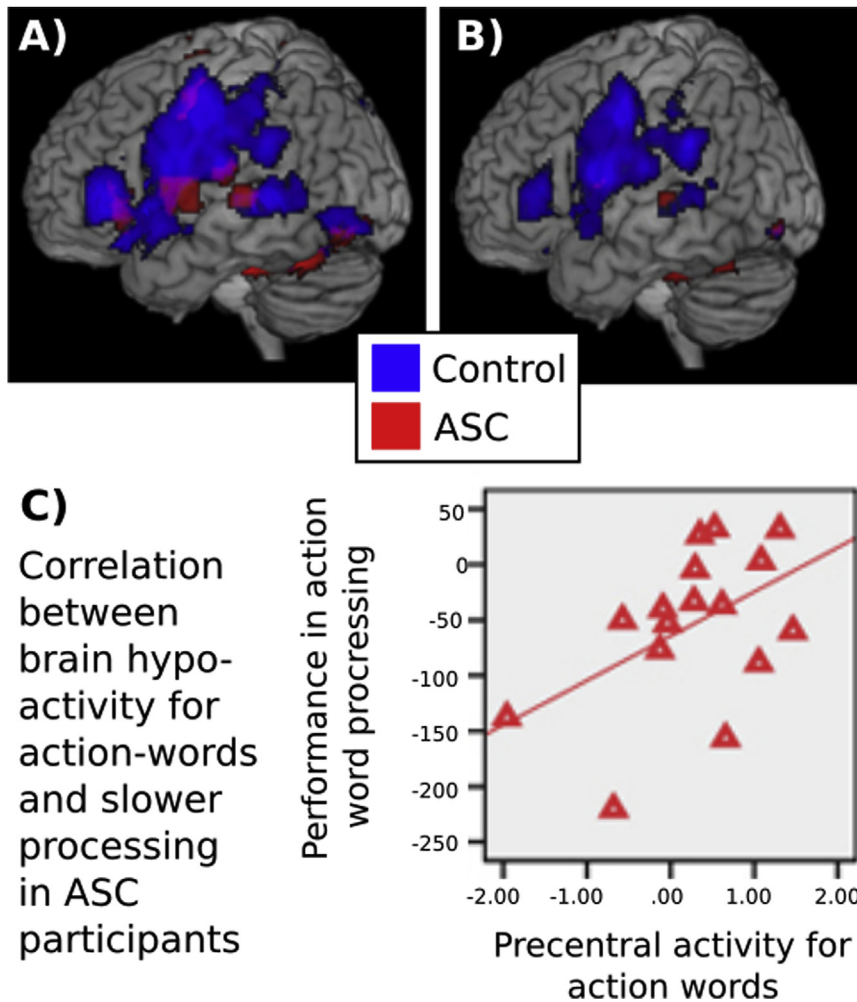 A)
B)
Control
ASC
C)
Correlation
between
brain hypo-
activity for
action-words
and slower
processing
in ASC
participants
Performance in action
word procressing
50
0
-50
-100
-150
-200
-250
-2.00 -1.00 .00 1.00 2.00
Precentral activity for
action words